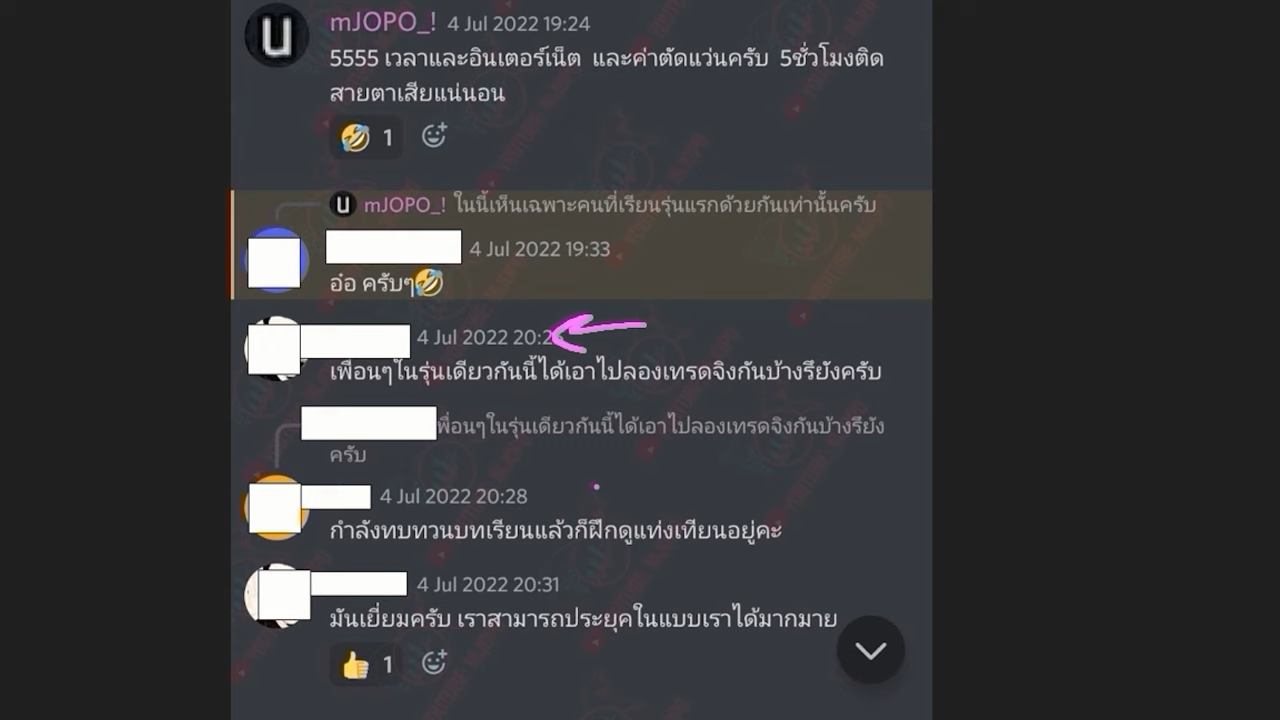 mJOPO_! 4 Jul 2022 19:24
5555 เวลาและอินเตอร์เน็ต และค่าตัดแว่นครับ 5ชั่วโมงติด
สายตาเสียแน่นอน
1
mJOPO_! ในนี้เห็นเฉพาะคนที่เรียนรุ่นแรกด้วยกันเท่านั้นครับ
4 Jul 2022 19:33
อ๋อ ครับๆ🤣
4 Jul 2022
เพื่อนๆในรุ่นเดียวกันนี้ได้เอาไปลองเทรดจิงกันบ้างรึยังครับ
พื่อนๆในรุ่นเดียวกันนี้ได้เอาไปลองเทรดจิงกันบ้างรึยัง
ครับ
4 Jul 2022 20:28
กำลังทบทวนบทเรียนแล้วก็ฝึกดูแท่งเทียนอยู่คะ
4 Jul 2022 20:31
มันเยี่ยมครับ เราสามารถประยุคในแบบเราได้มากมาย
1